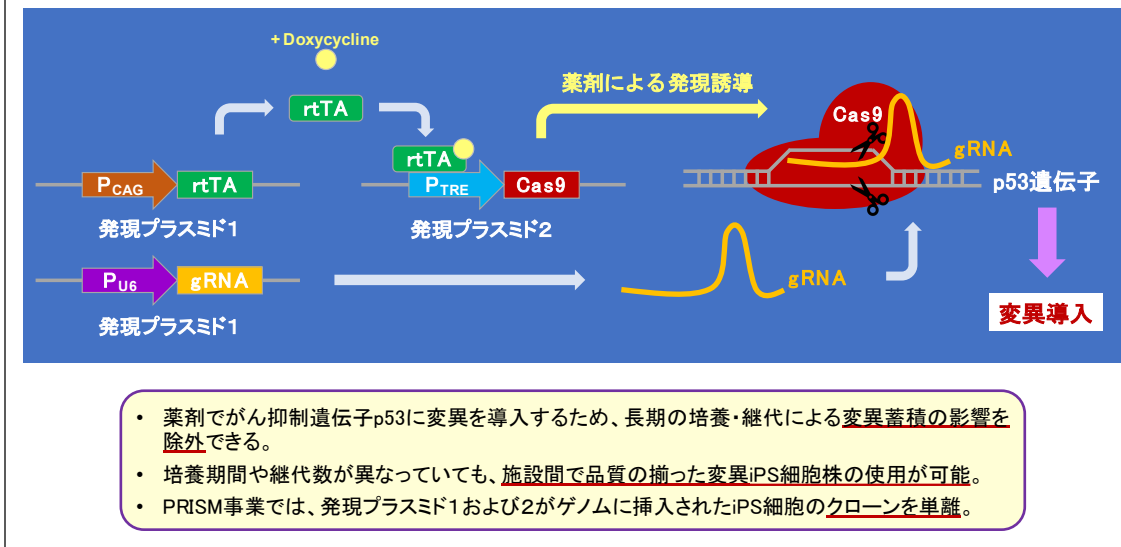 + Doxycycline
薬剤による発現誘導
rtTA
Cas9
rtTA
gRNA
PCAG
rtTA
PTRE
Cas9
p53遺伝子
発現プラスミド1
発現プラスミド2
PU6
gRNA
gRNA
発現プラスミド1
変異導入
• 薬剤でがん抑制遺伝子p53に変異を導入するため、長期の培養・継代による変異蓄積の影響を
除外できる。
• 培養期間や継代数が異なっていても、施設間で品質の揃った変異iPS細胞株の使用が可能。
• PRISM事業では、発現プラスミド1および2がゲノムに挿入されたiPS細胞のクローンを単離。